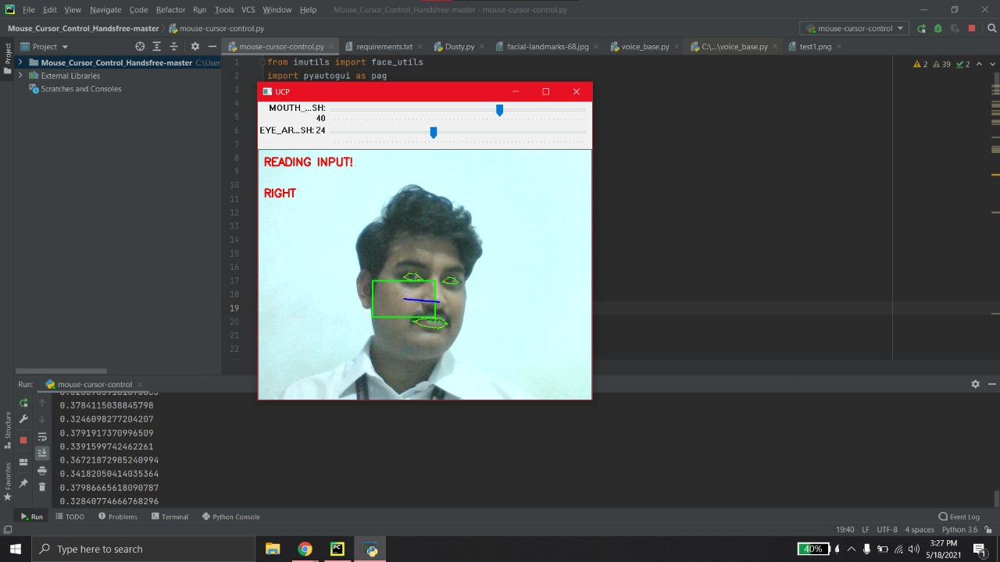 File Edit View Navigate Code Refactor Run Tools VCS Window Help Mouse_Cursor_Control_Handsfree-master - mouse-cursor-control.py
Mouse_Cursor_Control_Handsfree-master mouse-cursor-control.py mouse-cursor-control
Project Project mouse-cursor-control.py requirements.txt Dusty.py facial-landmarks-68.jpg voice_base.py C:\...\voice_base.py test1.png
Mouse_Cursor_Control_Handsfree-master C:\User
External Libraries
Scratches and Consoles
1 from imutils import face_utils
2 import pyautogui as pag
2 39 2
3
4
5
6
7
8
9
10
11
12
13
14
15
16
17
18
19
20
21
22
UCP
MOUTH_...SH:
40
EYE_AR...SH: 24
READING INPUT!
RIGHT
Run: mouse-cursor-control
0.3784115038845798
0.3246098277204207
0.3791917370996509
0.3391599742462261
0.36721872985240994
0.34182050414035364
0.37986665618090787
0.32840774666768296
Structure
Favorites
Run TODO Problems Terminal Python Console Event Log
19:40 LF UTF-8 4 spaces Python 3.6
Type here to search
PC
40%
3:27 PM
5/18/2021
1